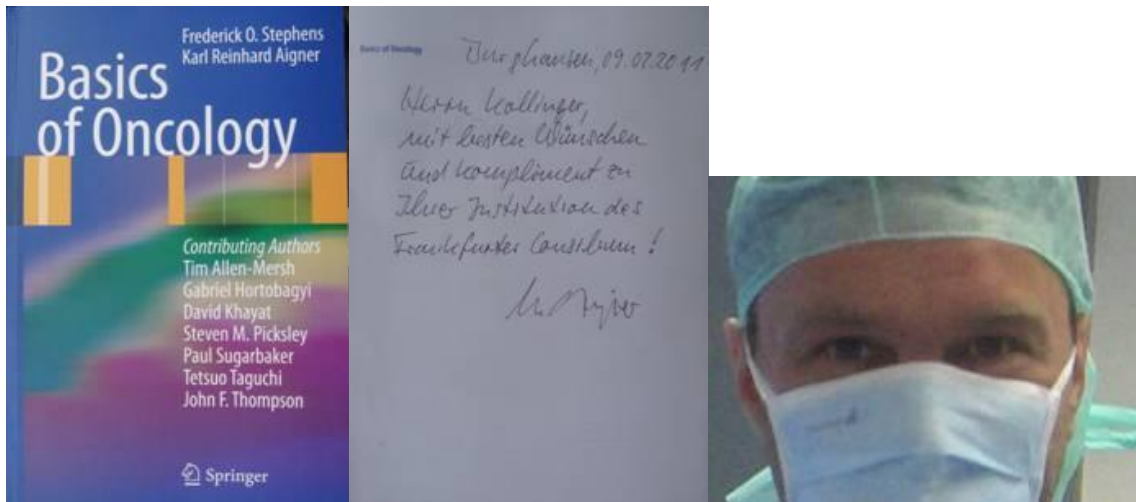 Frederick O. Stephens
Karl Reinhard Aigner
Basics
of Oncology
Contributing Authors
Tim Allen-Mersh
Gabriel Hortobagyi
David Khayat
Steven M. Picksley
Paul Sugarbaker
Tetsuo Taguchi
John F. Thompson
Springer
Basics of Oncology
Burghausen, 09.02.2011
Herrn Kollinger,
mit besten Wünschen
und Kompliment zu
Ihrer Institution des
Frankfurter Consilium!